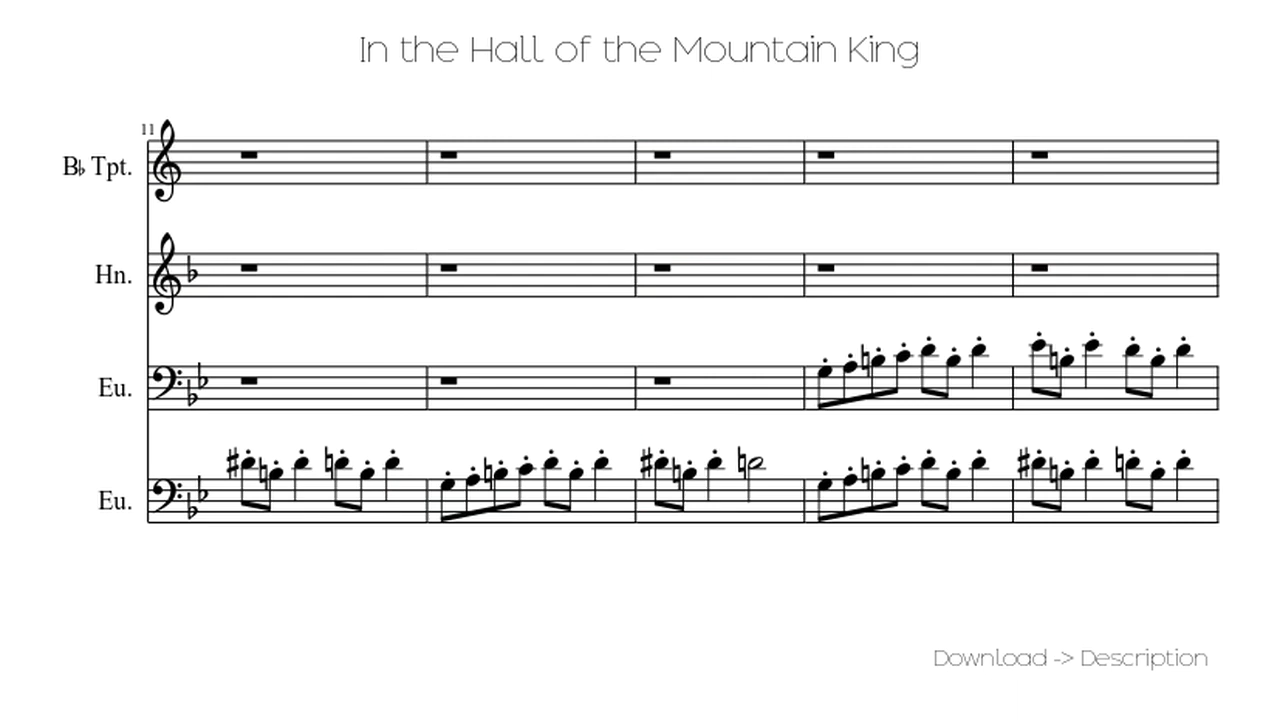 In the Hall of the Mountain King
11
B♭ Tpt.
Hn.
Eu.
Eu.
Download -> Description